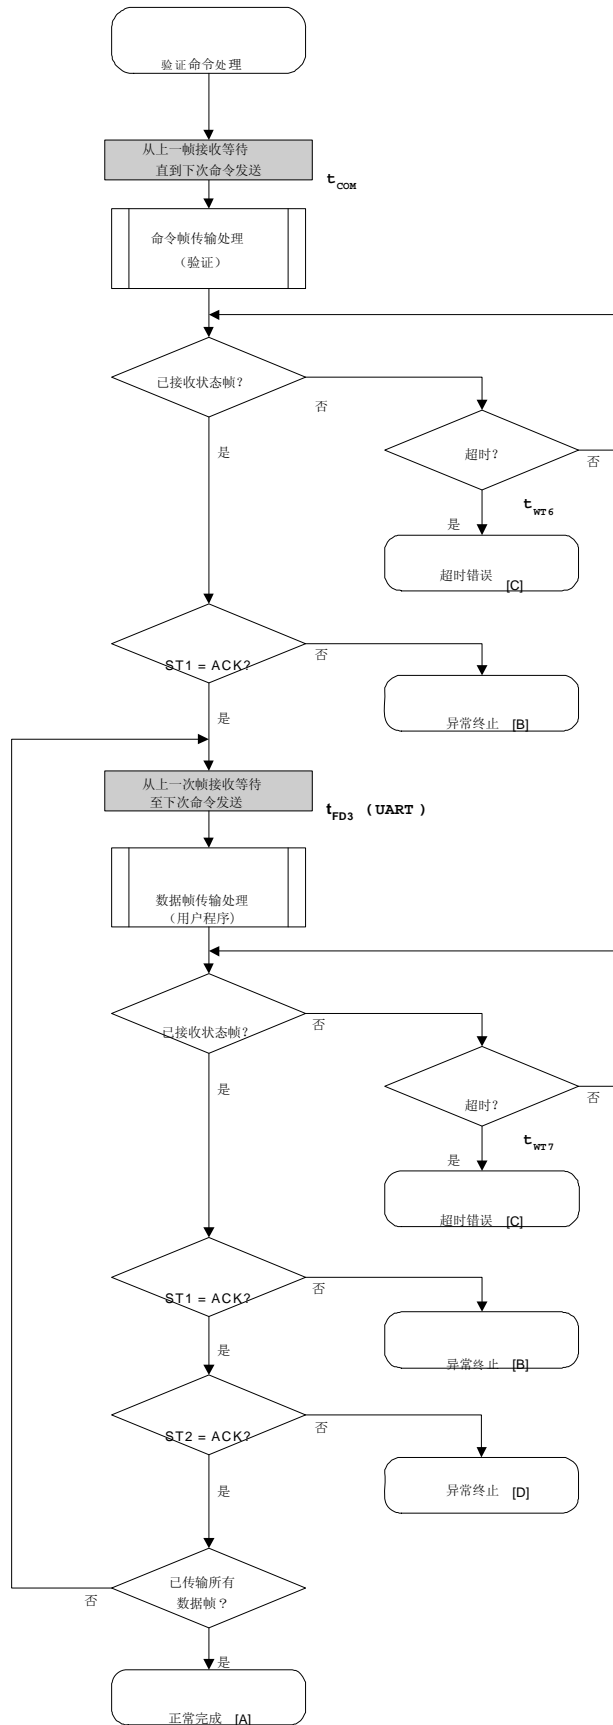 验证命令处理
从上一帧接收等待
直到下次命令发送
tCOM
命令帧传输处理
（验证）
已接收状态帧？
否
是
超时？
否
tWT6
是
超时错误 [C]
ST1 = ACK?
否
是
异常终止 [B]
从上一次帧接收等待
至下次命令发送
tFD3 (UART)
数据帧传输处理
（用户程序）
已接收状态帧？
否
是
超时？
否
tWT7
是
超时错误 [C]
ST1 = ACK?
否
是
异常终止 [B]
ST2 = ACK?
否
是
异常终止 [D]
已传输所有
数据帧？
否
是
正常完成 [A]